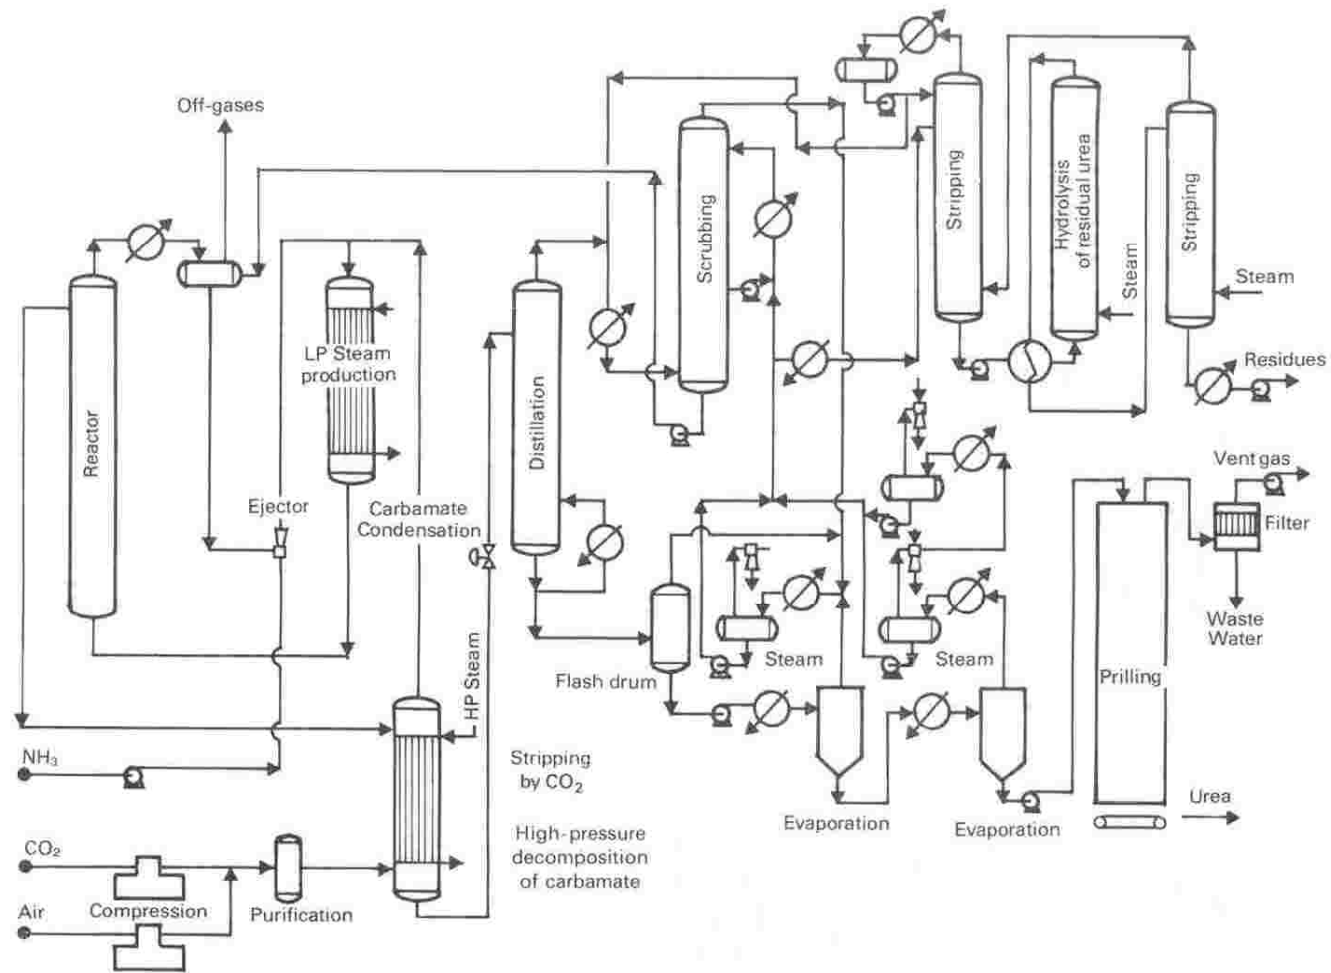 Off-gases
Stripping
Hydrolysis
of residual urea
Stripping
Scrubbing
Steam
Steam
LP Steam
production
Residues
Reactor
Distillation
Vent gas
Ejector
Carbamate
Condensation
Filter
HP Steam
Waste
Water
Flash drum
Steam
Steam
Prilling
NH₃
Stripping
by CO₂
Urea
Evaporation
Evaporation
High-pressure
decomposition
of carbamate
CO₂
Air
Compression
Purification